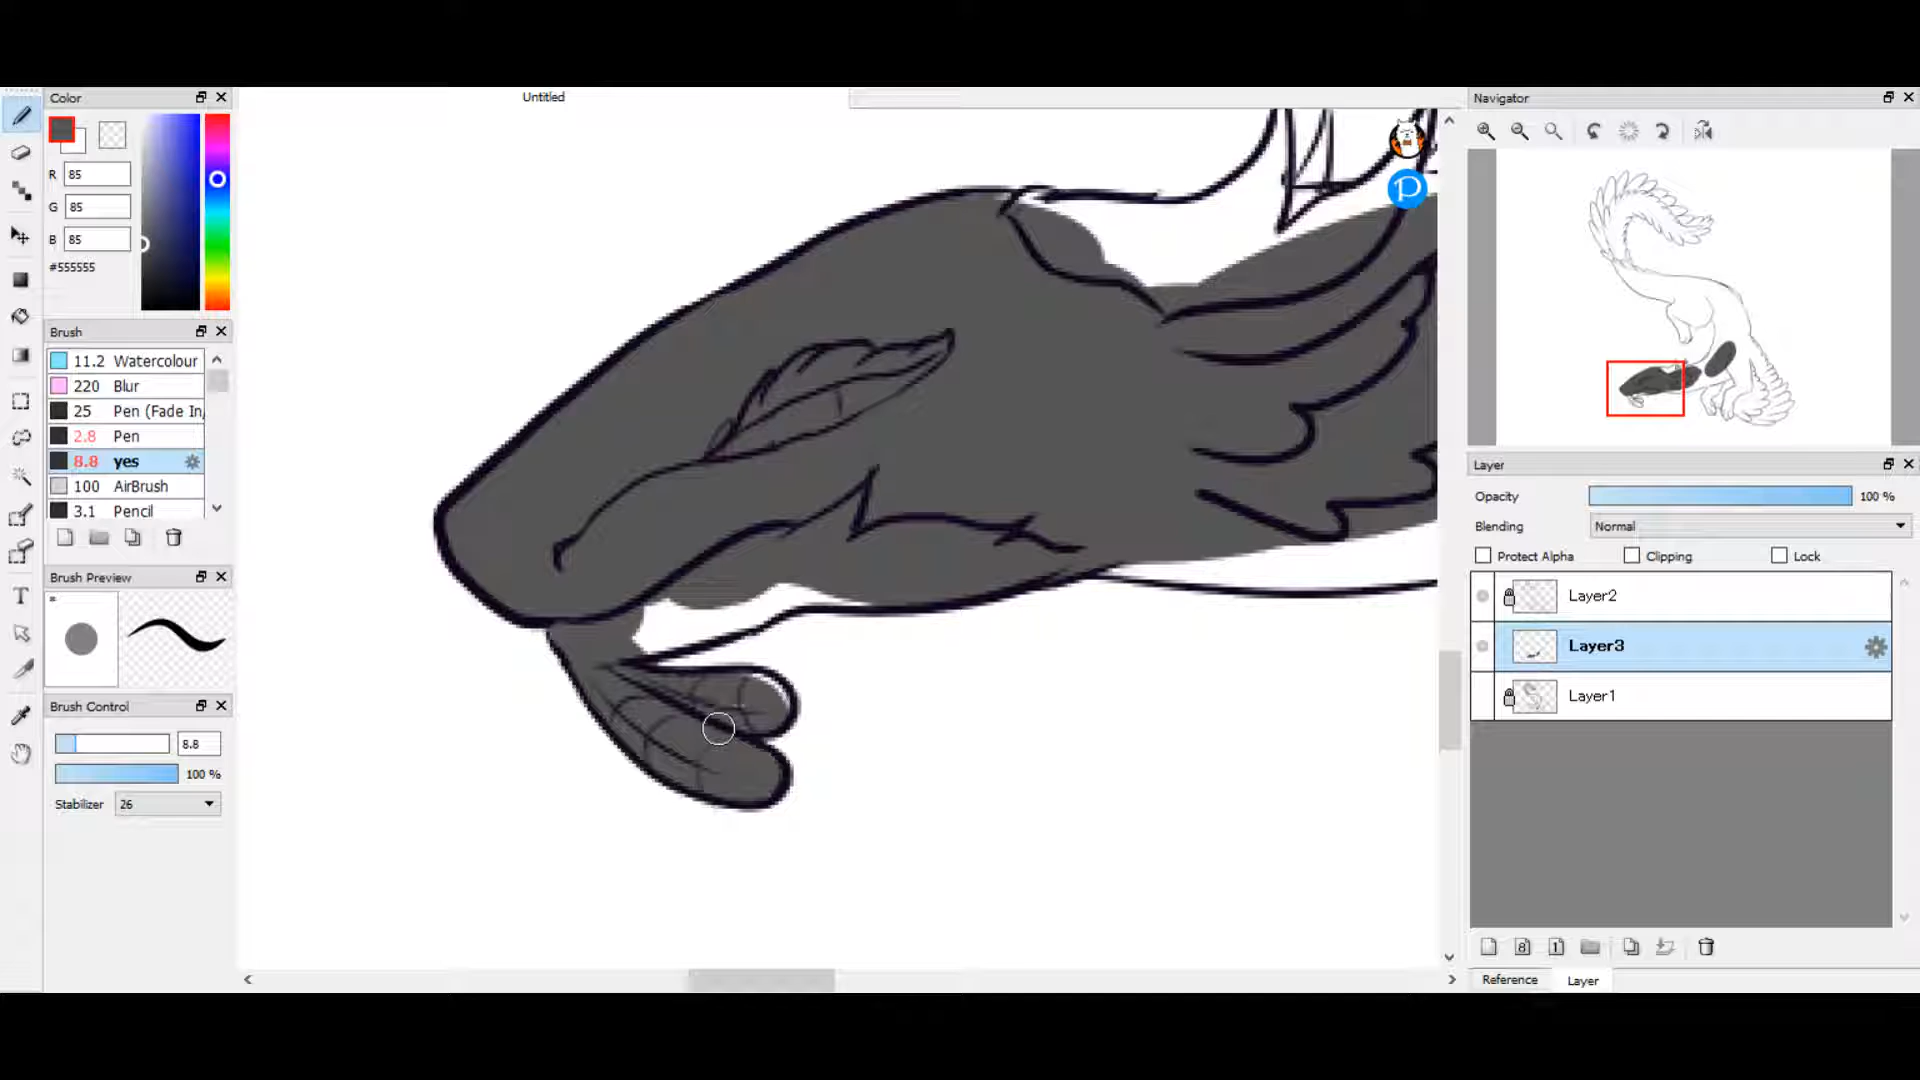 Color
Untitled
Navigator
R 85
G 85
B 85
#555555
Brush
11.2 Watercolour
220 Blur
25 Pen (Fade In/
2.8 Pen
8.8 yes
100 AirBrush
3.1 Pencil
Brush Preview
Brush Control
8.8
100 %
Stabilizer 26
Layer
Opacity 100 %
Blending Normal
Protect Alpha Clipping Lock
Layer2
Layer3
Layer1
8 1
Reference Layer
T
P